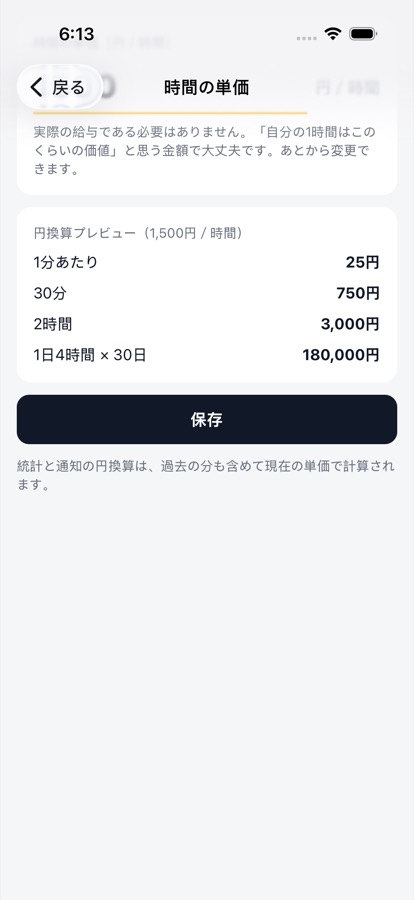 6:13
戻る
時間の単価
円 / 時間
実際の給与である必要はありません。「自分の1時間はこの
くらいの価値」と思う金額で大丈夫です。あとから変更で
きます。
円換算プレビュー（1,500円 / 時間）
1分あたり 25円
30分 750円
2時間 3,000円
1日4時間 × 30日 180,000円
保存
統計と通知の円換算は、過去の分も含めて現在の単価で計算され
ます。